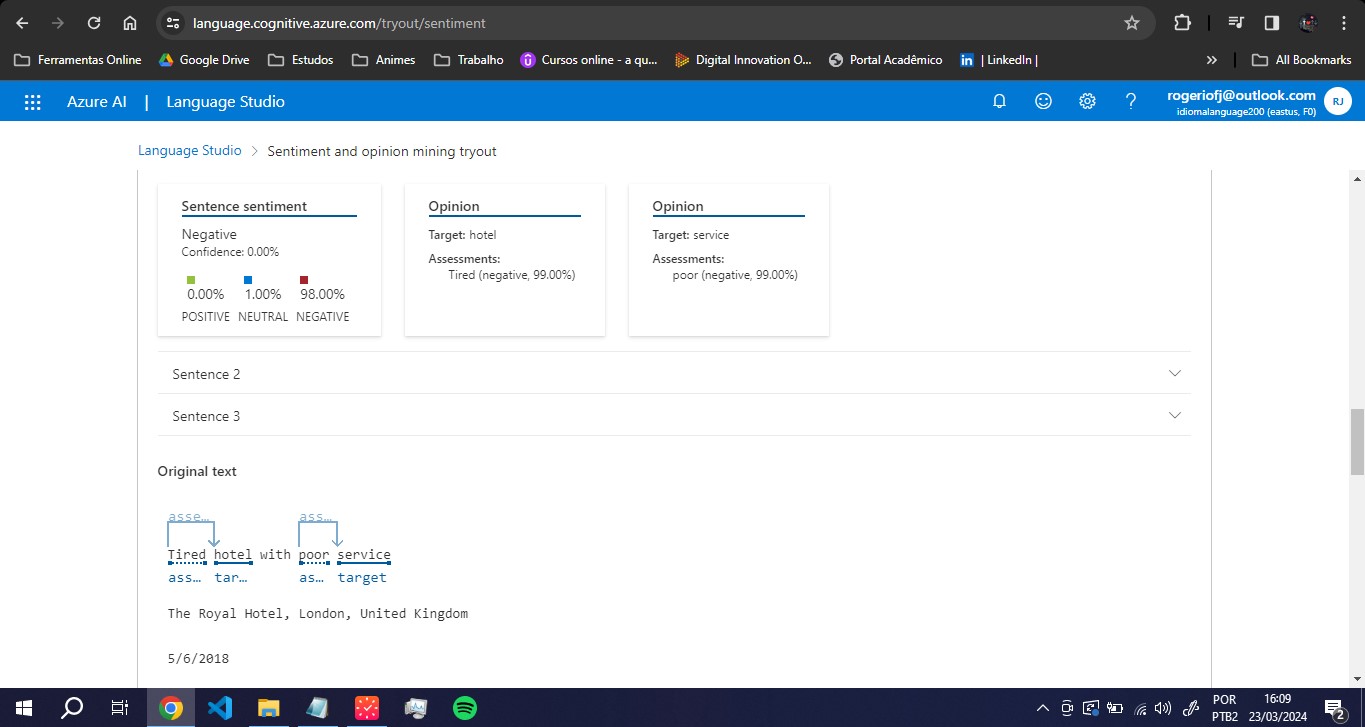 language.cognitive.azure.com/tryout/sentiment
Ferramentas Online Google Drive Estudos Animes Trabalho Cursos online - a qu... Digital Innovation O... Portal Acadêmico | LinkedIn | » All Bookmarks
Azure AI | Language Studio ? rogeriofj@outlook.com RJ
idiomalanguage200 (eastus, F0)
Language Studio > Sentiment and opinion mining tryout
Sentence sentiment Opinion Opinion
Negative Target: hotel Target: service
Confidence: 0.00% Assessments: Assessments:
Tired (negative, 99.00%) poor (negative, 99.00%)
0.00% 1.00% 98.00%
POSITIVE NEUTRAL NEGATIVE
Sentence 2
Sentence 3
Original text
asse... ass...
Tired hotel with poor service
ass... tar... as... target
The Royal Hotel, London, United Kingdom
5/6/2018
POR 16:09
PTB2 23/03/2024 2